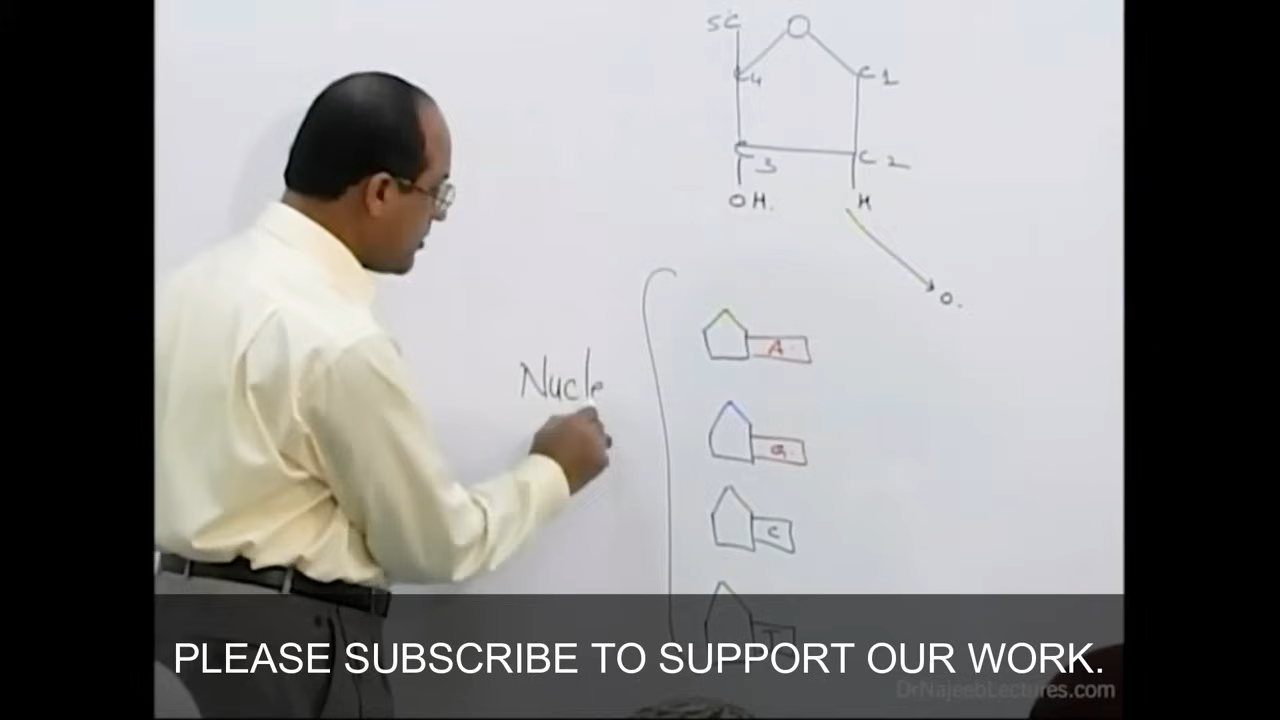 5C
O
C4
C1
C3
C2
OH.
H
O.
A
Nucle
G.
C
T
PLEASE SUBSCRIBE TO SUPPORT OUR WORK.
DrNajeebLectures.com